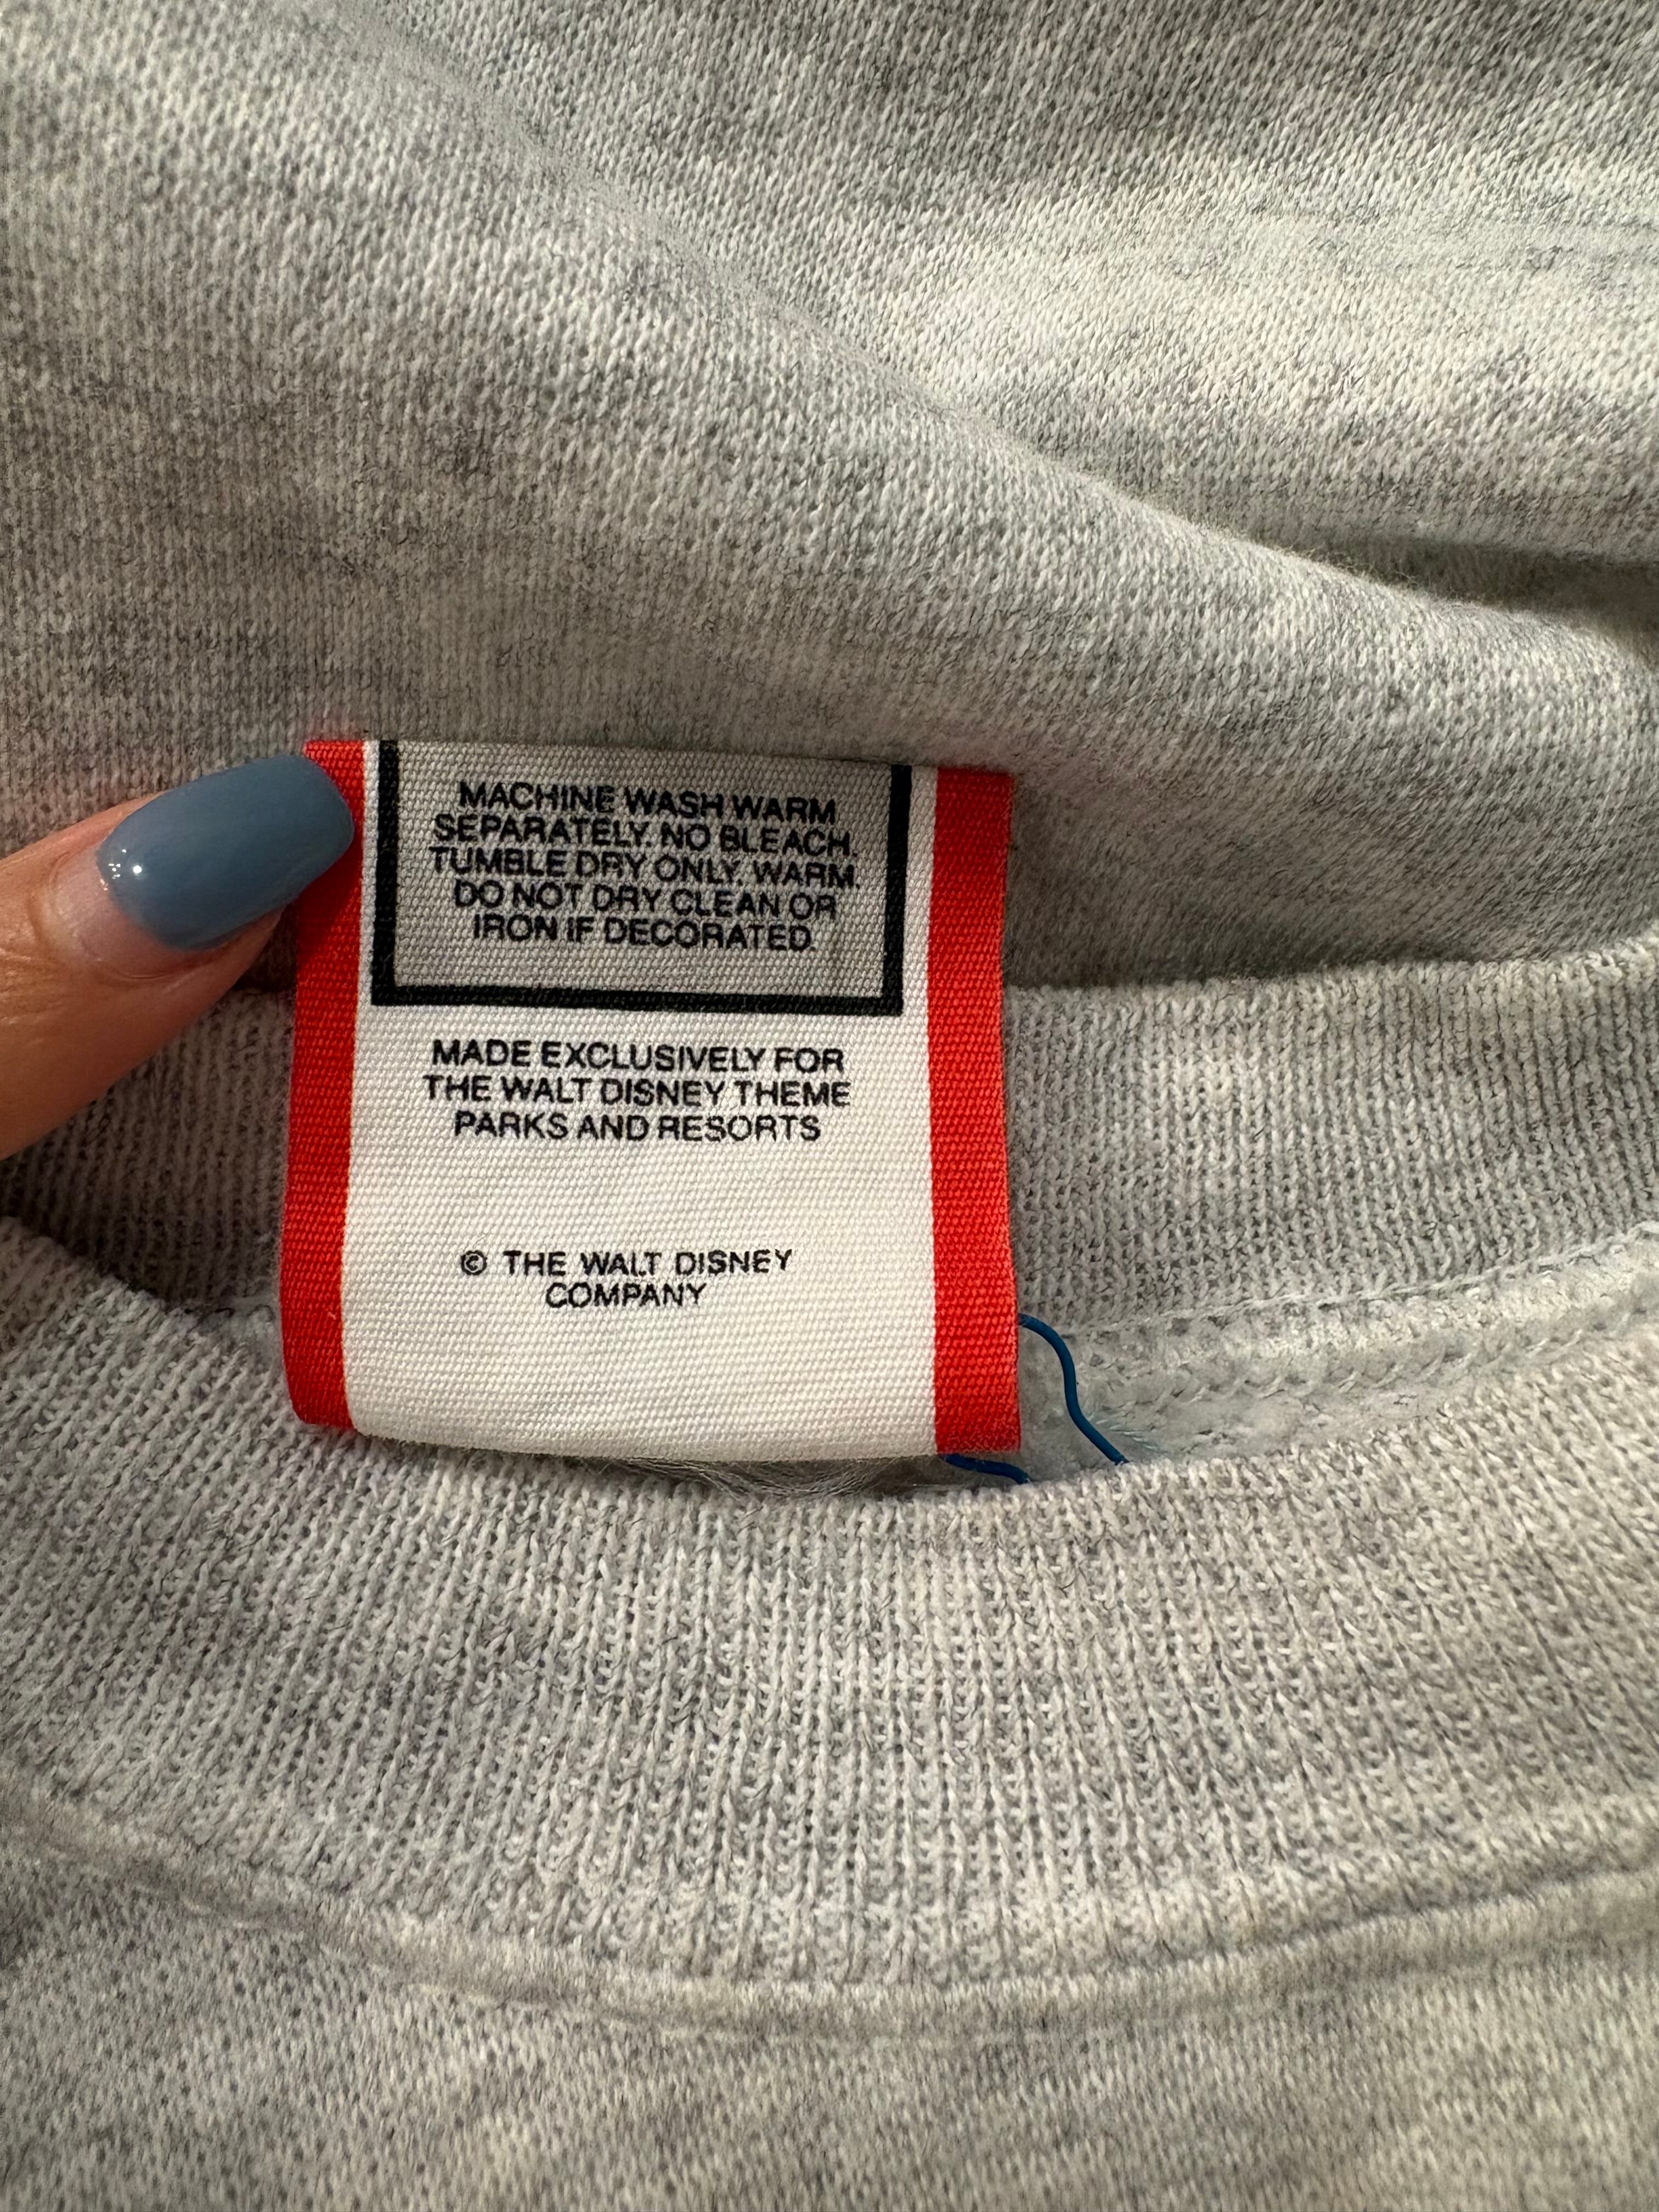 MACHINE WASH WARM
SEPARATELY. NO BLEACH.
TUMBLE DRY ONLY. WARM.
DO NOT DRY CLEAN OR
IRON IF DECORATED.
MADE EXCLUSIVELY FOR
THE WALT DISNEY THEME
PARKS AND RESORTS
© THE WALT DISNEY
COMPANY